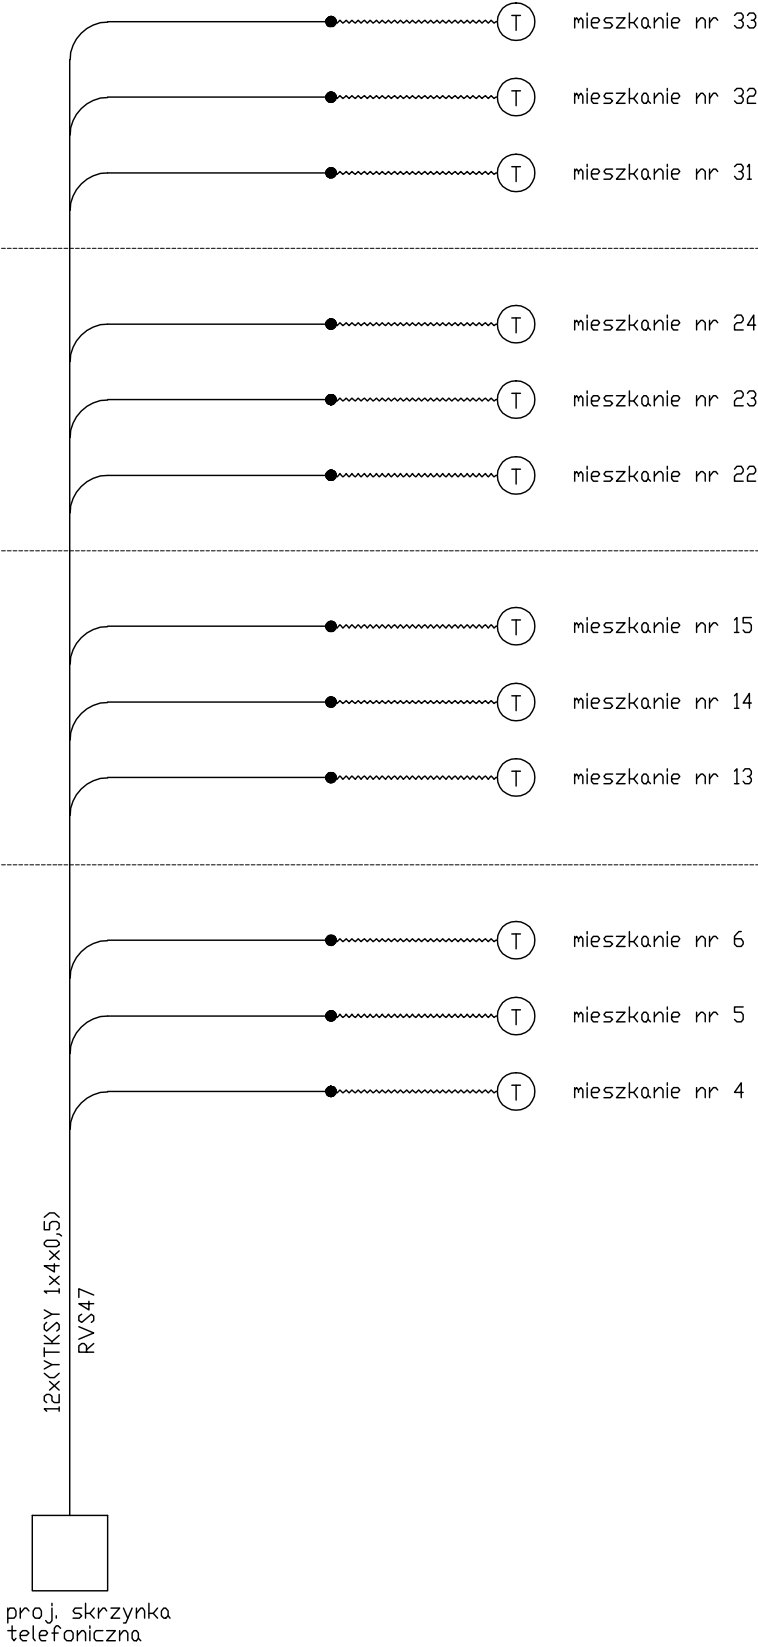 T mieszkanie nr 33
T mieszkanie nr 32
T mieszkanie nr 31
T mieszkanie nr 24
T mieszkanie nr 23
T mieszkanie nr 22
T mieszkanie nr 15
T mieszkanie nr 14
T mieszkanie nr 13
T mieszkanie nr 6
T mieszkanie nr 5
T mieszkanie nr 4
12x(YTKSY 1x4x0,5)
RVS47
proj. skrzynka
telefoniczna